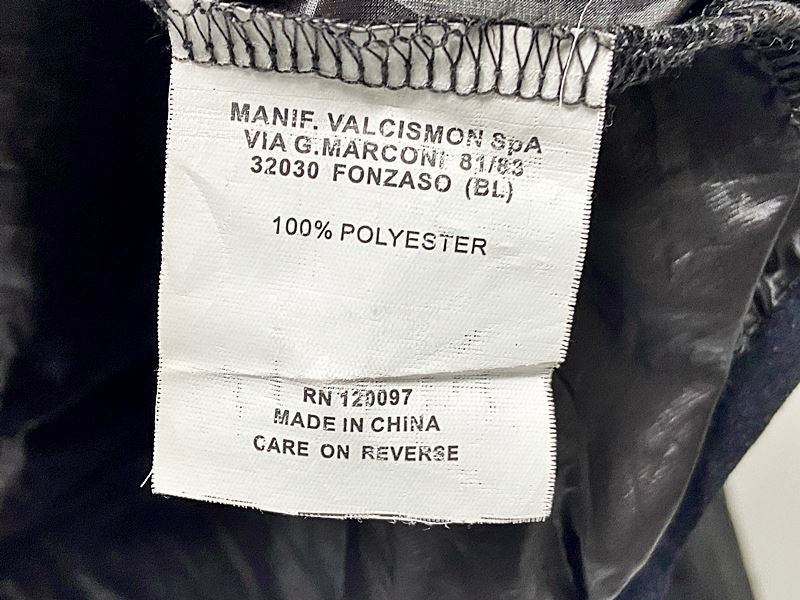 MANIF. VALCISMON SpA
VIA G.MARCONI 81/83
32030 FONZASO (BL)
100% POLYESTER
RN 120097
MADE IN CHINA
CARE ON REVERSE